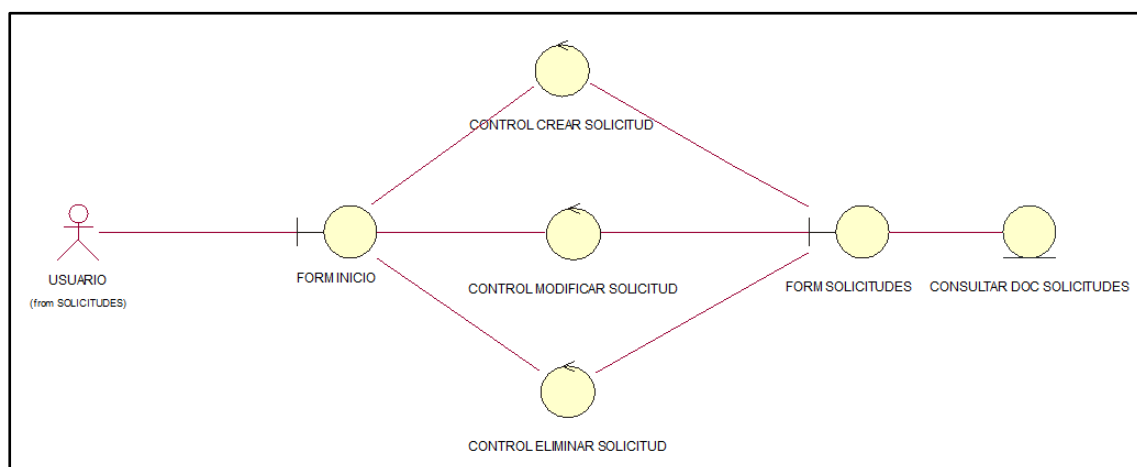 CONTROL CREAR SOLICITUD
USUARIO
(from SOLICITUDES)
FORM INICIO
CONTROL MODIFICAR SOLICITUD
FORM SOLICITUDES
CONSULTAR DOC SOLICITUDES
CONTROL ELIMINAR SOLICITUD